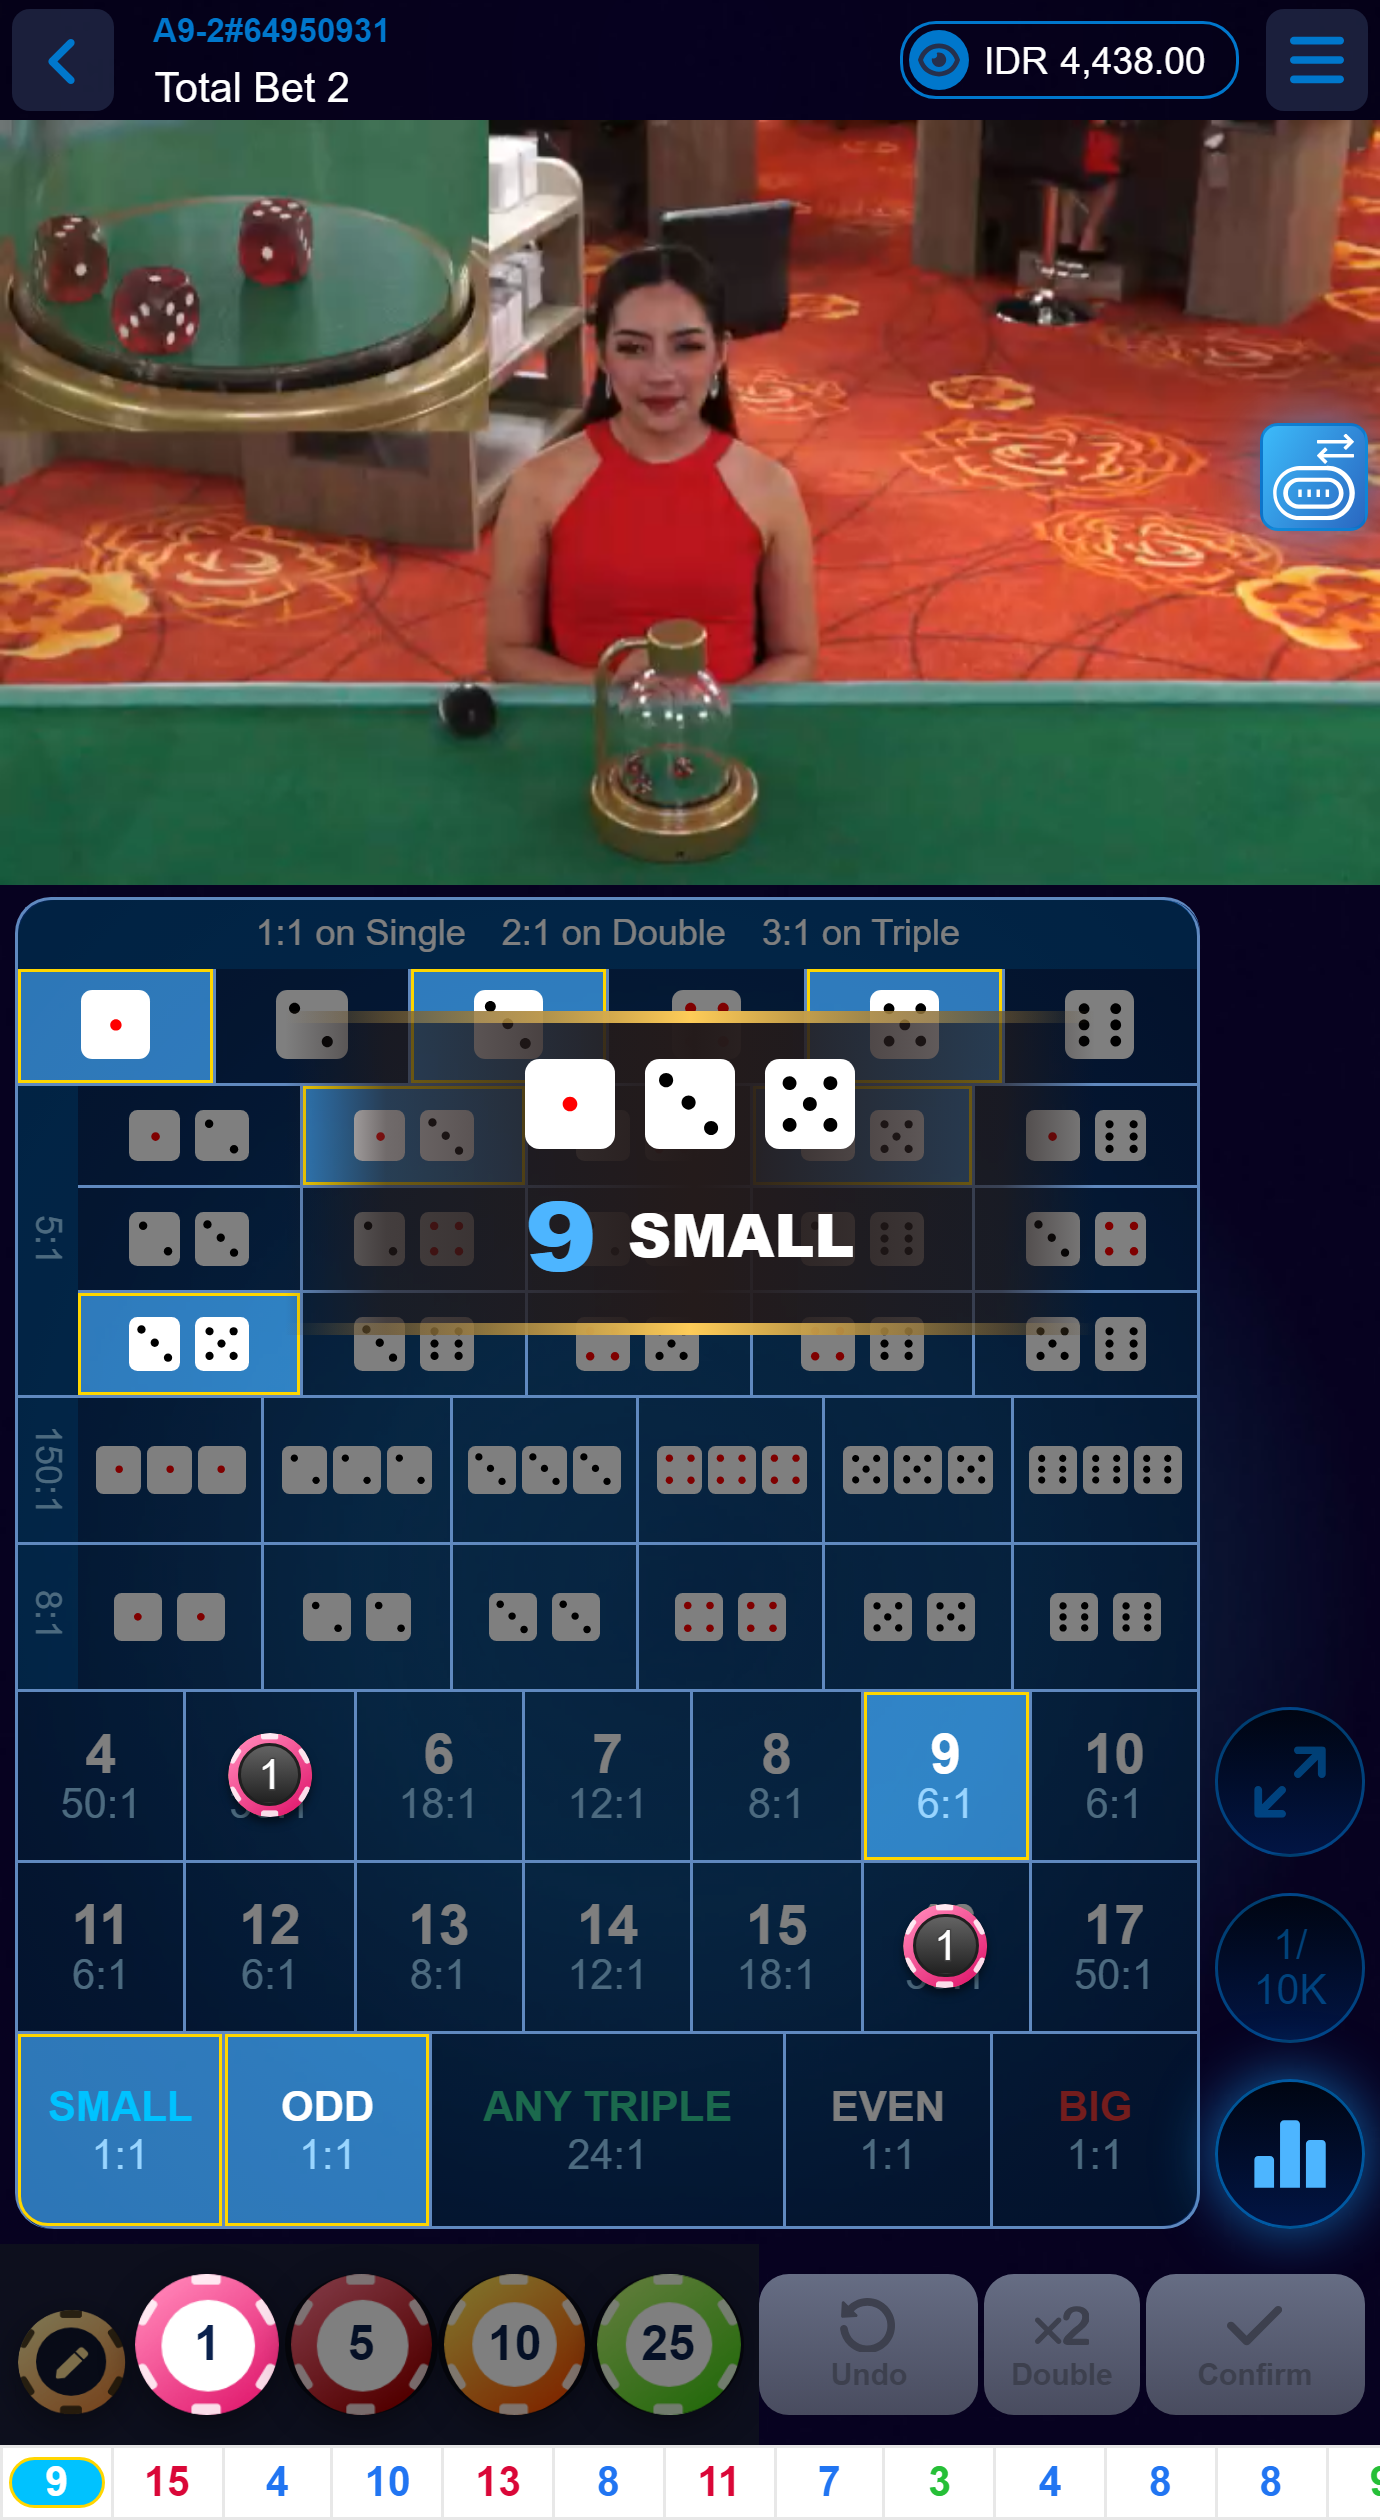 A9-2#64950931
Total Bet 2
IDR 4,438.00
1:1 on Single 2:1 on Double 3:1 on Triple
9 SMALL
5:1
150:1
8:1
4 1 6 7 8 9 10
50:1 18:1 12:1 8:1 6:1 6:1
11 12 13 14 15 1 17
6:1 6:1 8:1 12:1 18:1 50:1
1/
10K
SMALL ODD ANY TRIPLE EVEN BIG
1:1 1:1 24:1 1:1 1:1
1 5 10 25
x2
Undo Double Confirm
9 15 4 10 13 8 11 7 3 4 8 8